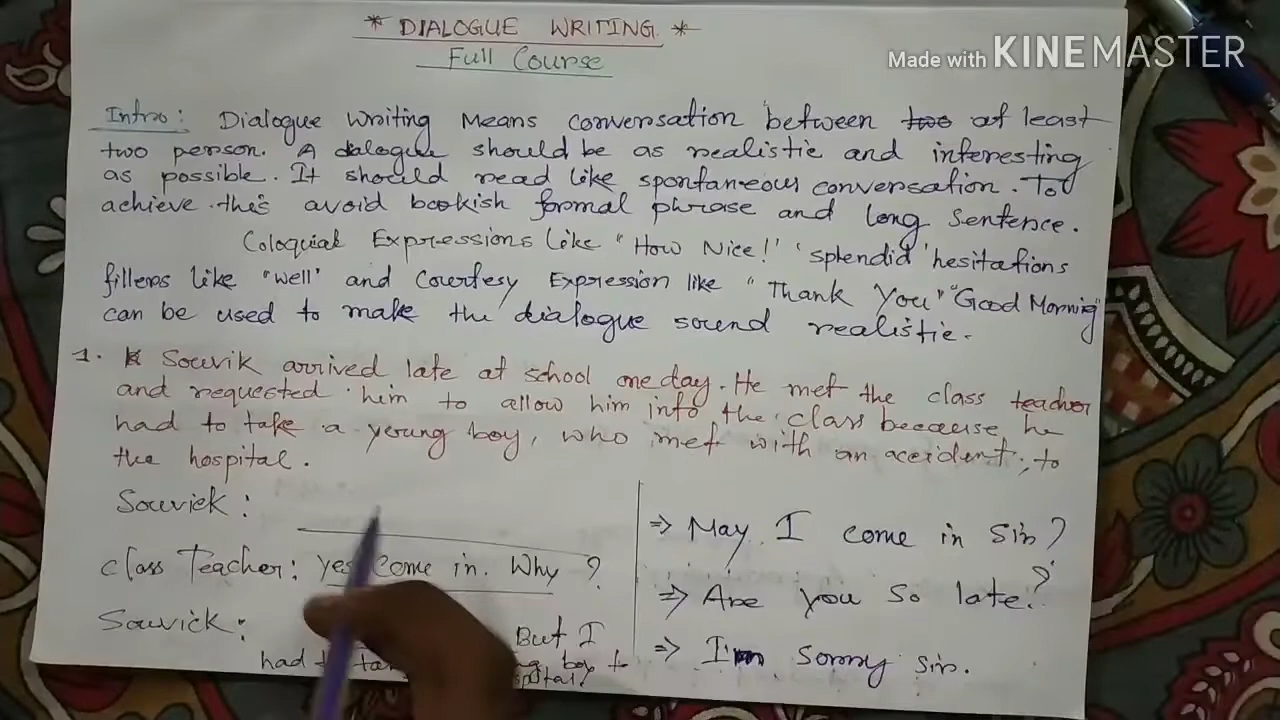 * DIALOGUE WRITING *
Full Course
Made with KINEMASTER
Intro: Dialogue Writing Means conversation between two at least
two person. A dalogue should be as realistic and interesting
as possible. It should read like spontaneous conversation. To
achieve this avoid bookish formal phrase and long sentence.
Coloquial Expressions like "How Nice!' 'splendid' hesitations
fillers like "well' and Courtesy Expression like "Thank You" "Good Morning"
can be used to make the dialogue sound realistic.
1. Souvik arrived late at school one day. He met the class teacher
and requested him to allow him into the class because he
had to take a young boy, who met with an accident, to
the hospital.
Souvick:
Class Teacher: Yes come in. Why ?
Souvick: But I
had
⇒ May I come in Sir?
⇒ Are you so late?
⇒ I'm sorry sir.